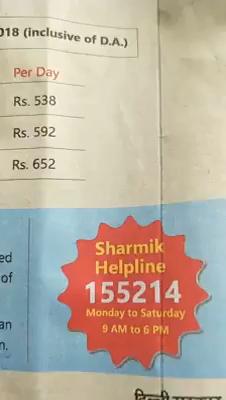 018 (inclusive of D.A.)
Per Day
Rs. 538
Rs. 592
Rs. 652
ed
of
Sharmik
Helpline
155214
Monday to Saturday
9 AM to 6 PM
an
n.